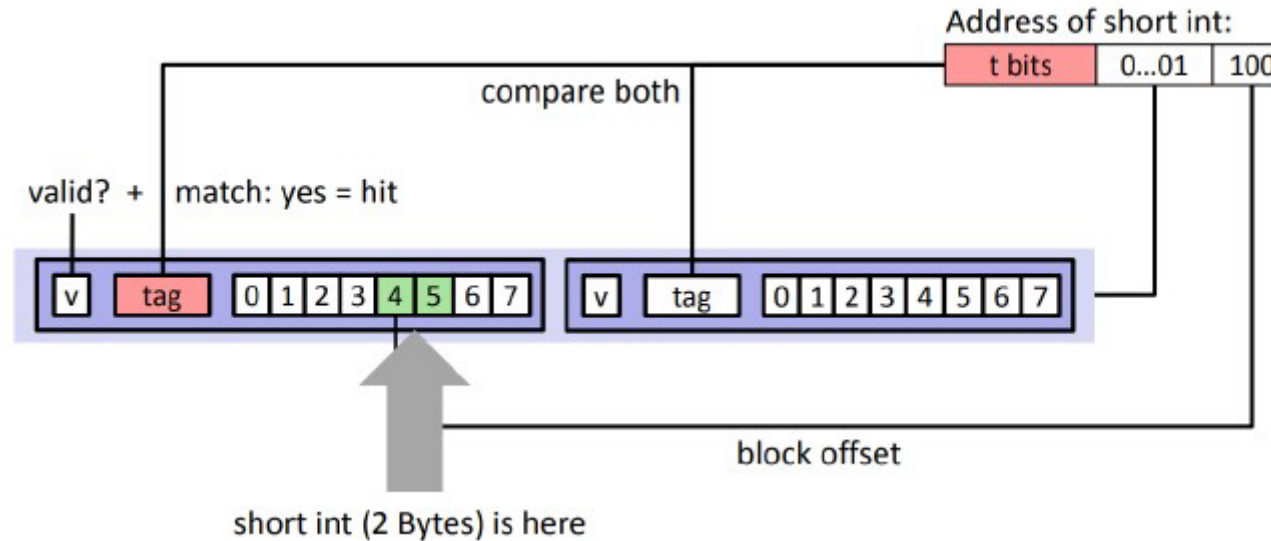 Address of short int:
t bits 0...01 100
compare both
valid? + match: yes = hit
v tag 0 1 2 3 4 5 6 7 v tag 0 1 2 3 4 5 6 7
block offset
short int (2 Bytes) is here